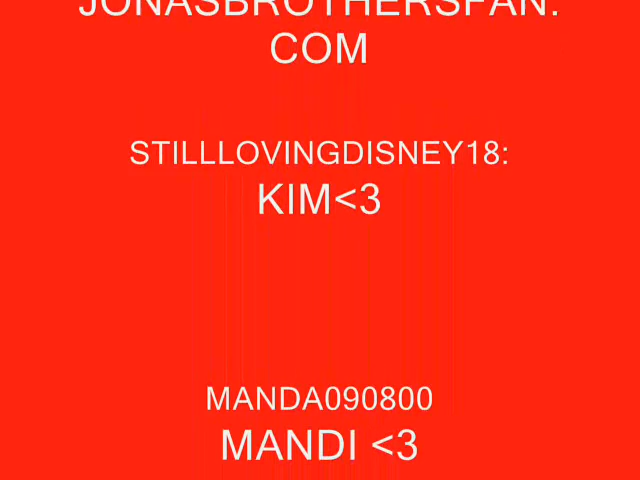 JONASBROTHERSFAN.
COM
STILLLOVINGDISNEY18:
KIM<3
MANDA090800
MANDI <3